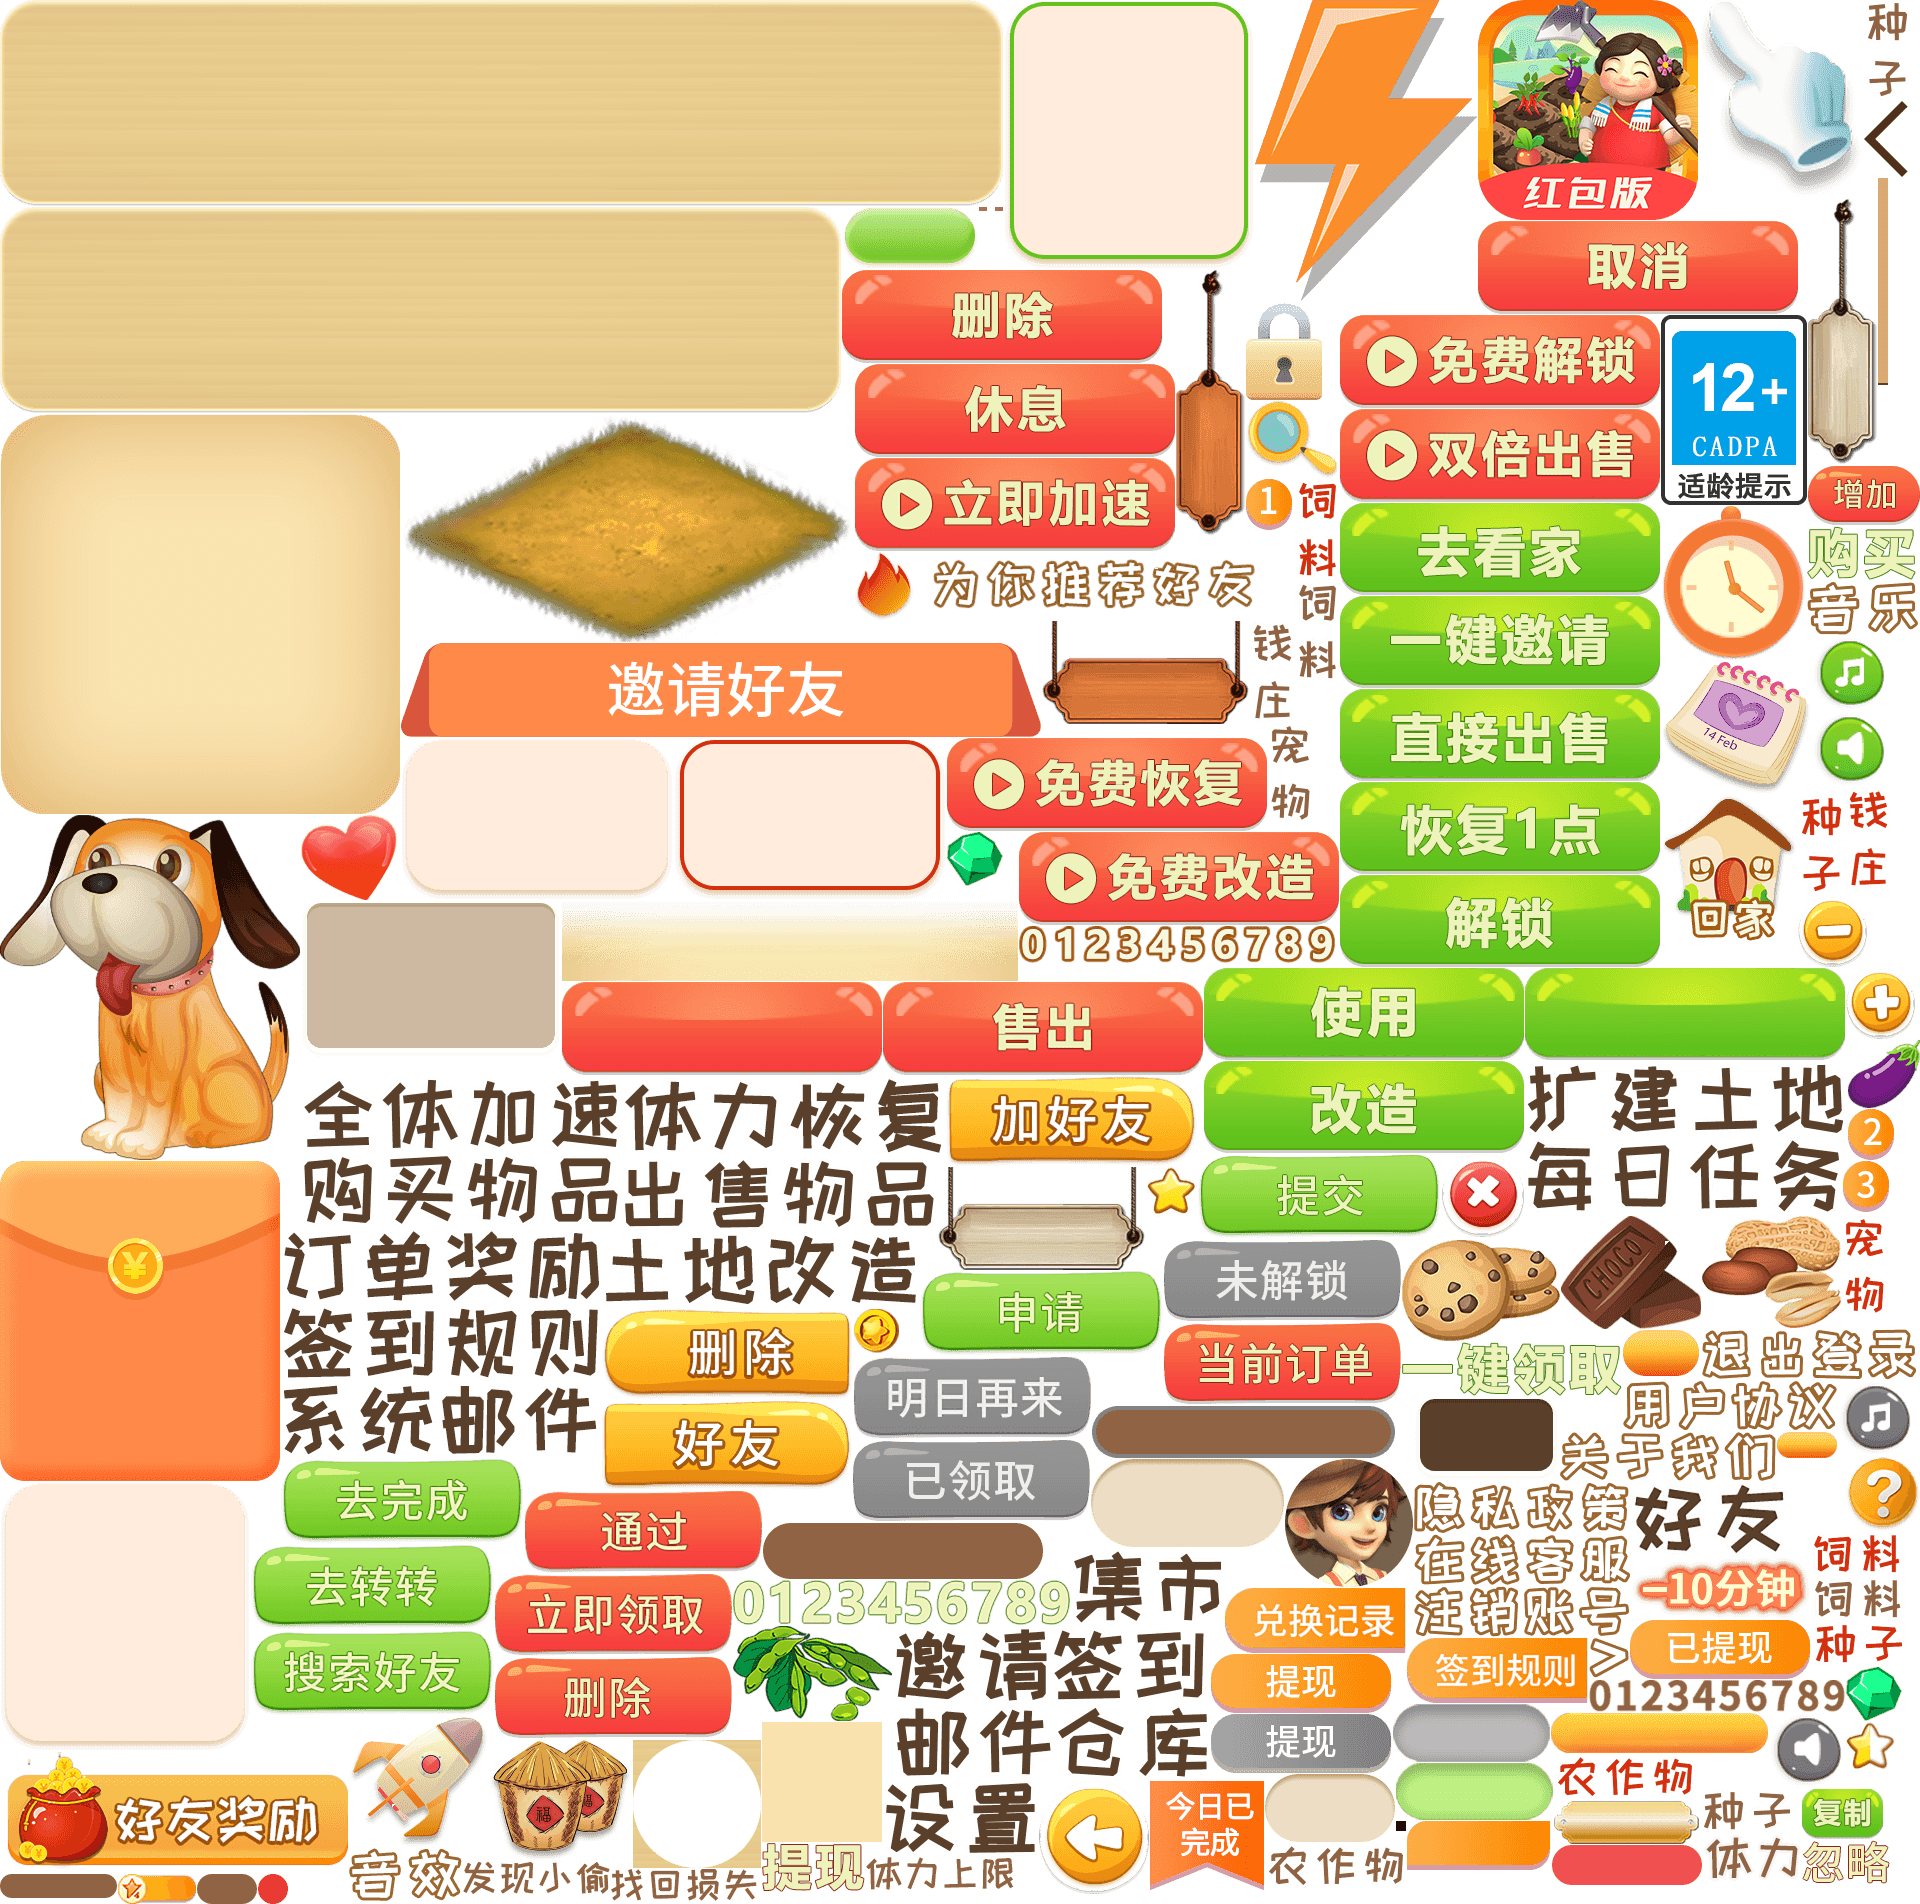 种
子
红包版
取消
删除
免费解锁
12+
CADPA
适龄提示
休息
双倍出售
立即加速
1
饲
料
增加
去看家
购买
音乐
为你推荐好友
饲
料
一键邀请
钱
庄
邀请好友
直接出售
14 Feb
宠
物
免费恢复
恢复1点
种
子
钱
庄
免费改造
解锁
回家
0123456789
售出
使用
全体加速
体力恢复
加好友
改造
扩建土地
2
购买物品
出售物品
提交
每日任务
3
订单奖励
土地改造
未解锁
CHOCO
宠
物
签到规则
删除
申请
当前订单
一键领取
退出登录
系统邮件
好友
明日再来
用户协议
已领取
关于我们
去完成
通过
隐私政策
好友
?
去转转
立即领取
0123456789
集市
在线客服
注销账号
-10分钟
饲料
饲料
种子
搜索好友
删除
邀请
签到
兑换记录
提现
签到规则
>
已提现
0123456789
邮件
仓库
提现
好友奖励
福
福
设置
今日已
完成
农作物
种子
复制
音效
发现小偷
找回损失
提现
体力上限
农作物
体力
忽略